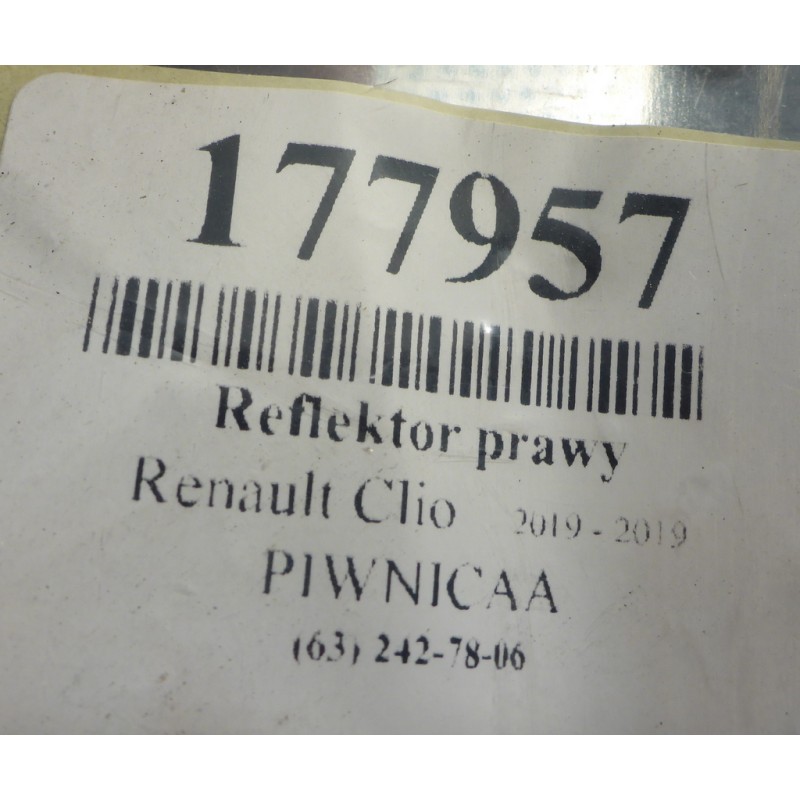 177957
Reflektor prawy
Renault Clio 2019 - 2019
PIWNICAA
(63) 242-78-06